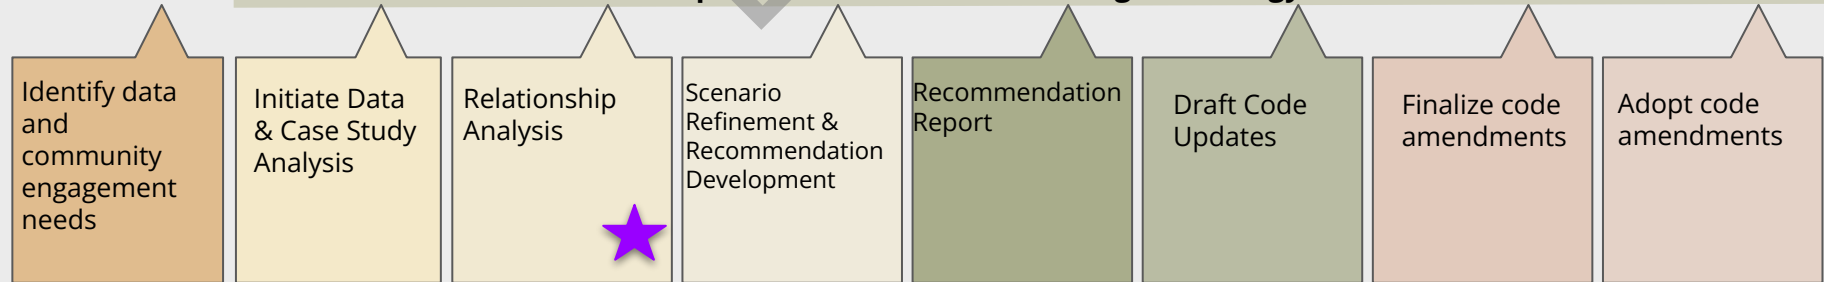 Identify data
and
community
engagement
needs
Initiate Data
& Case Study
Analysis
Relationship
Analysis
Scenario
Refinement &
Recommendation
Development
Recommendation
Report
Draft Code
Updates
Finalize code
amendments
Adopt code
amendments